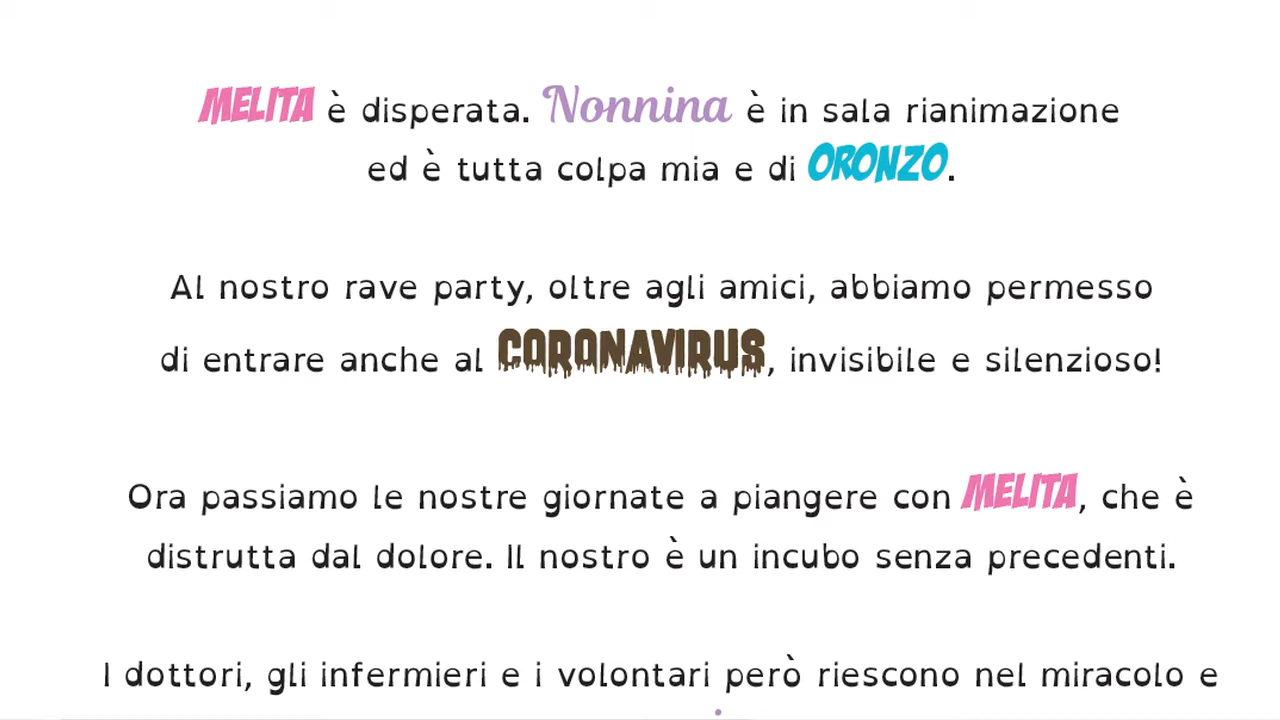 MELITA è disperata. Nonnina è in sala rianimazione
ed è tutta colpa mia e di ORONZO.
Al nostro rave party, oltre agli amici, abbiamo permesso
di entrare anche al CORONAVIRUS, invisibile e silenzioso!
Ora passiamo le nostre giornate a piangere con MELITA, che è
distrutta dal dolore. Il nostro è un incubo senza precedenti.
I dottori, gli infermieri e i volontari però riescono nel miracolo e